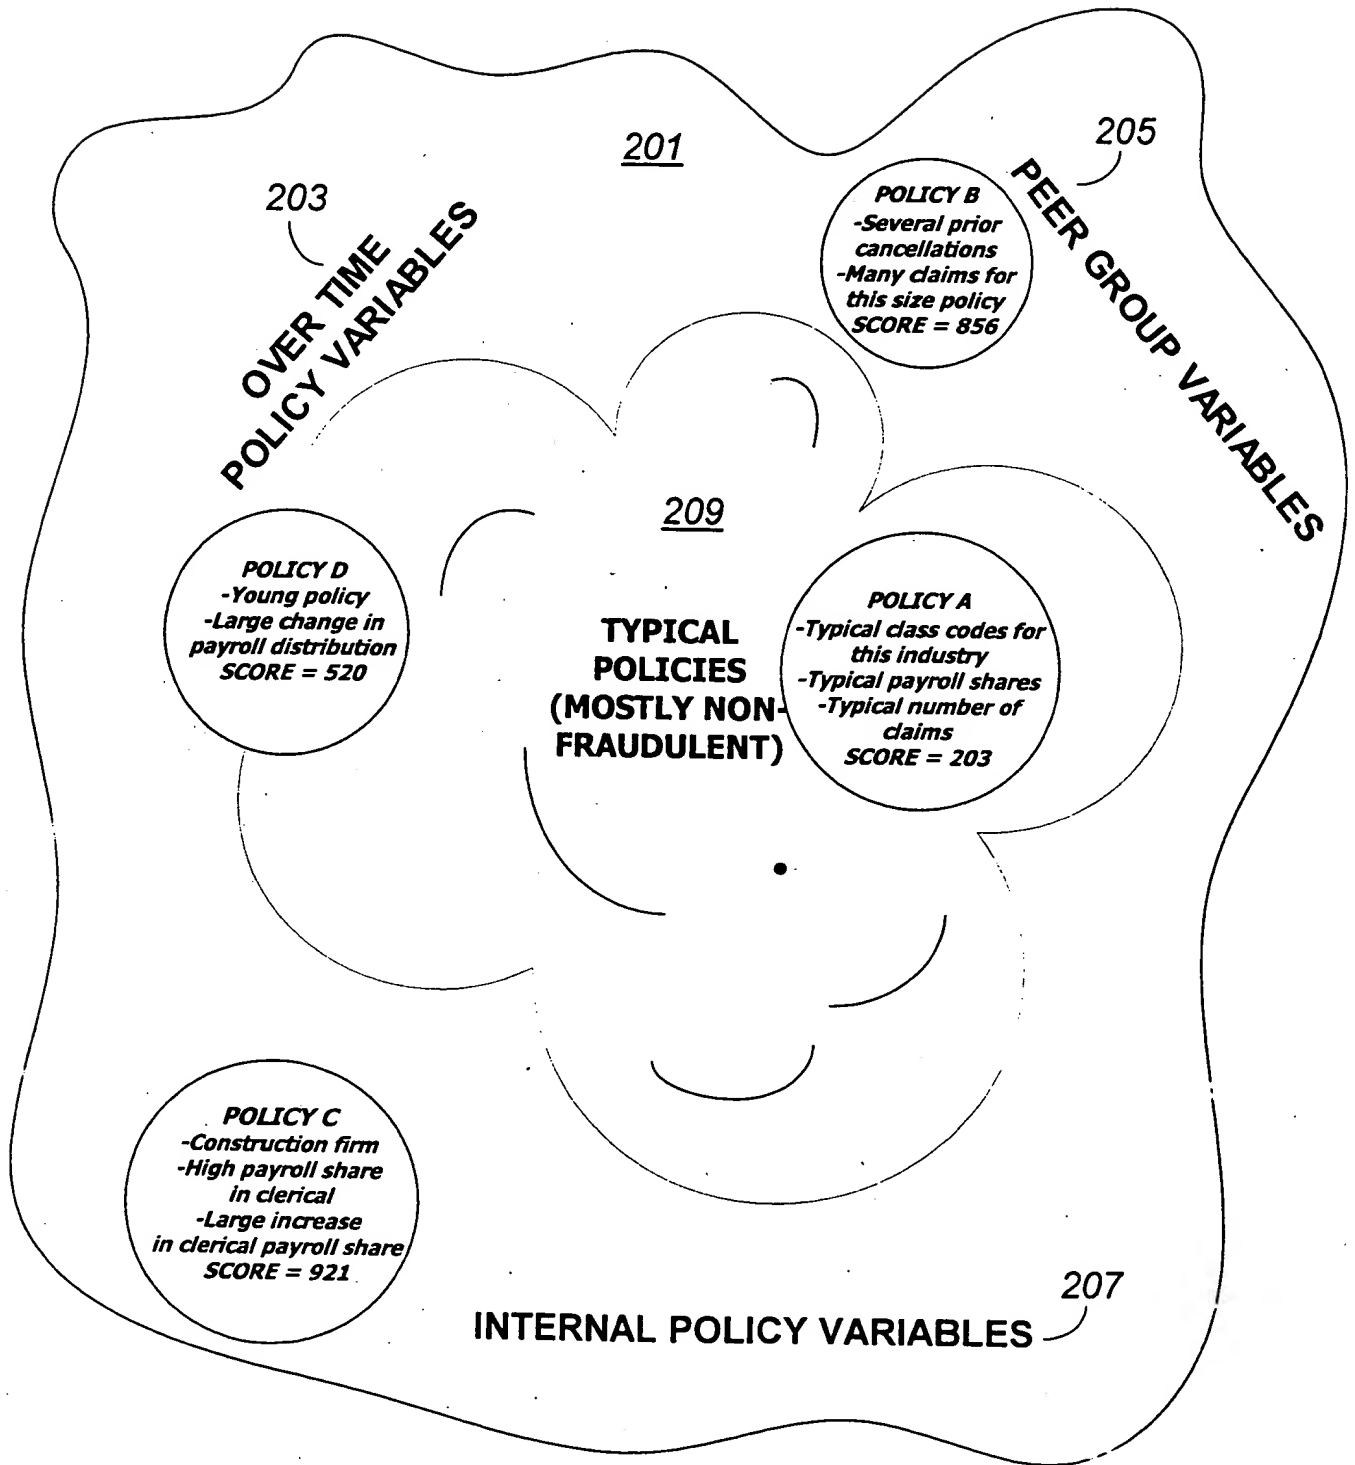 201
205
203
OVER TIME
POLICY VARIABLES
PEER GROUP VARIABLES
POLICY B
-Several prior
cancellations
-Many claims for
this size policy
SCORE = 856
209
TYPICAL
POLICIES
(MOSTLY NON-
FRAUDULENT)
POLICY D
-Young policy
-Large change in
payroll distribution
SCORE = 520
POLICY A
-Typical class codes for
this industry
-Typical payroll shares
-Typical number of
claims
SCORE = 203
POLICY C
-Construction firm
-High payroll share
in clerical
-Large increase
in clerical payroll share
SCORE = 921
207
INTERNAL POLICY VARIABLES